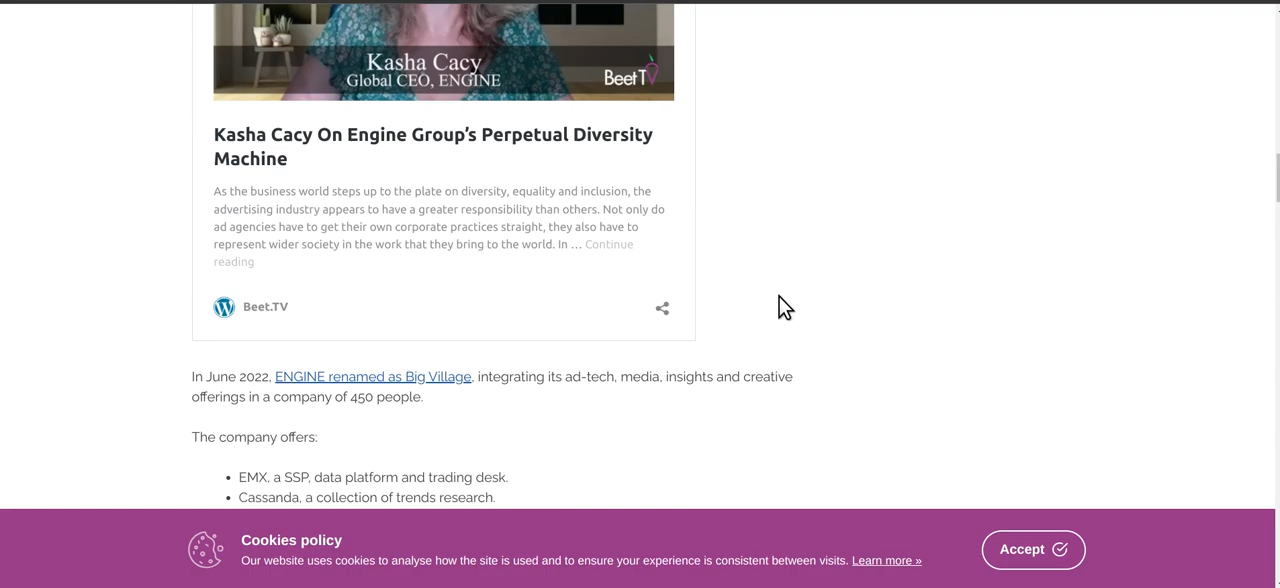 Kasha Cacy
Global CEO, ENGINE
BeetTV
Kasha Cacy On Engine Group's Perpetual Diversity
Machine
As the business world steps up to the plate on diversity, equality and inclusion, the
advertising industry appears to have a greater responsibility than others. Not only do
ad agencies have to get their own corporate practices straight, they also have to
represent wider society in the work that they bring to the world. In … Continue
reading
Beet.TV
In June 2022, ENGINE renamed as Big Village, integrating its ad-tech, media, insights and creative
offerings in a company of 450 people.
The company offers:
• EMX, a SSP, data platform and trading desk.
• Cassanda, a collection of trends research.
Cookies policy
Our website uses cookies to analyse how the site is used and to ensure your experience is consistent between visits. Learn more »
Accept